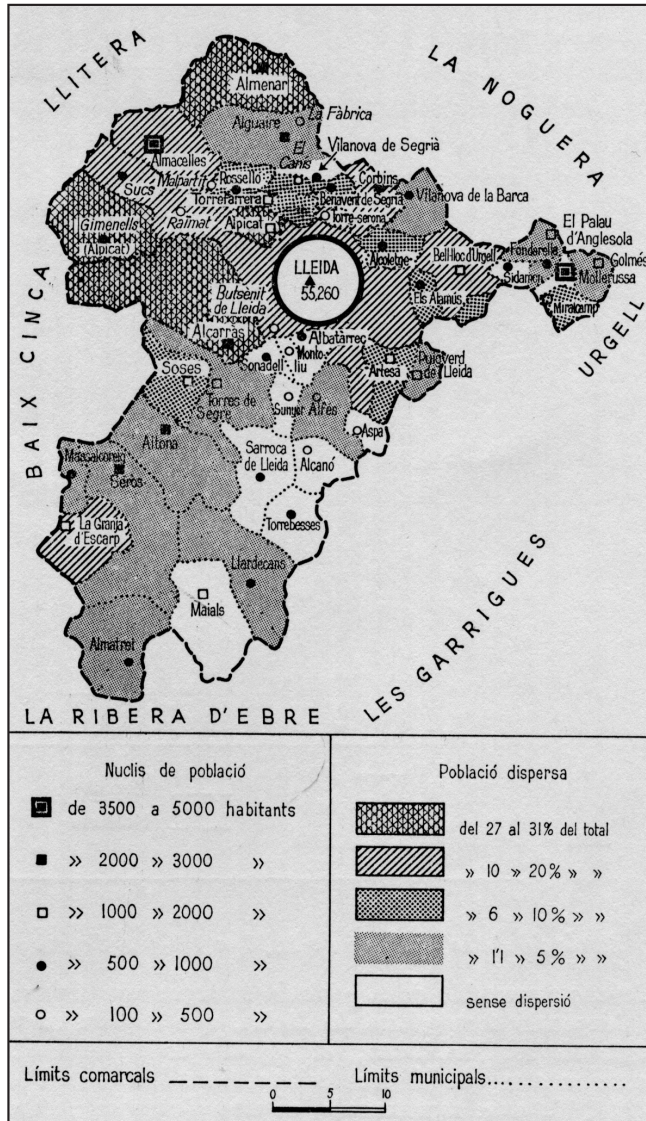 LLITERA
LA NOGUERA
BAIX CINCA
URGELL
LES GARRIGUES
LA RIBERA D'EBRE
Almenar
La Fàbrica
Alguaire
El Canis
Vilanova de Segrià
Almacelles
Malpartit
Rosselló
Corbins
Sucs
Torrefarrera
Benavent de Segrià
Vilanova de la Barca
Raïmat
Torre-serona
Alpicat
Gimenells
(Alpicat)
El Palau
d'Anglesola
LLEIDA
55,260
Alcoletge
Bell-lloc d'Urgell
Fondarella
Golmés
Sidamon
Mollerussa
Butsènit
de Lleida
Els Alamús
Miralcamp
Alcarràs
Albatàrrec
Sonadell
Mont-
liu
Artesa
Puigverd
de Lleida
Soses
Torres de
Segre
Sunyer
Alfés
Aspa
Aitona
Sarroca
de Lleida
Alcanó
Massalcoreig
Seròs
La Granja
d'Escarp
Torrebesses
Llardecans
Maials
Almatret
Nuclis de població
de 3500 a 5000 habitants
» 2000 » 3000 »
» 1000 » 2000 »
» 500 » 1000 »
» 100 » 500 »
Població dispersa
del 27 al 31% del total
» 10 » 20% » »
» 6 » 10% » »
» 1'1 » 5% » »
sense dispersió
Límits comarcals
Límits municipals
0 5 10